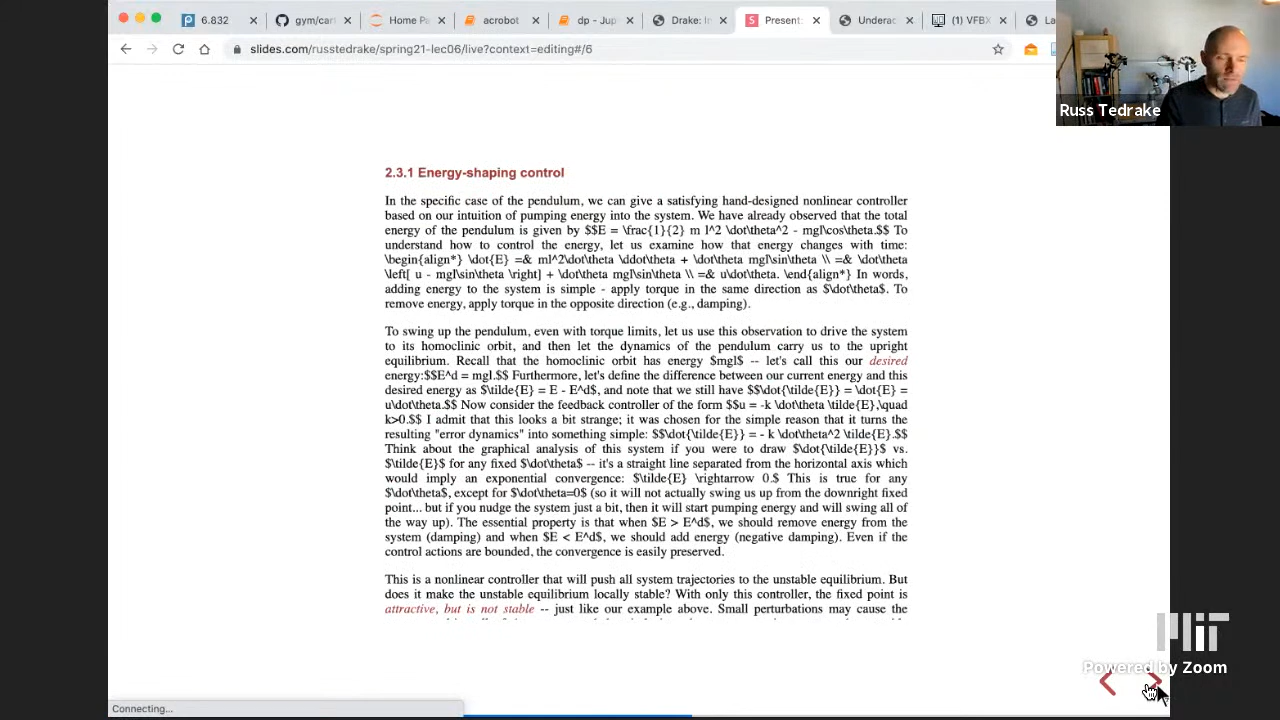 6.832
gym/car
Home Pa
acrobot
dp - Jup
Drake: In
Present:
Underac
(1) VFBX
La
slides.com/russtedrake/spring21-lec06/live?context=editing#/6
Russ Tedrake
2.3.1 Energy-shaping control
In the specific case of the pendulum, we can give a satisfying hand-designed nonlinear controller
based on our intuition of pumping energy into the system. We have already observed that the total
energy of the pendulum is given by $$E = \frac{1}{2} m l^2 \dot\theta^2 - mgl\cos\theta.$$ To
understand how to control the energy, let us examine how that energy changes with time:
\begin{align*} \dot{E} =& ml^2\dot\theta \ddot\theta + \dot\theta mgl\sin\theta \\ =& \dot\theta
\left[ u - mgl\sin\theta \right] + \dot\theta mgl\sin\theta \\ =& u\dot\theta. \end{align*} In words,
adding energy to the system is simple - apply torque in the same direction as $\dot\theta$. To
remove energy, apply torque in the opposite direction (e.g., damping).
To swing up the pendulum, even with torque limits, let us use this observation to drive the system
to its homoclinic orbit, and then let the dynamics of the pendulum carry us to the upright
equilibrium. Recall that the homoclinic orbit has energy $mgl$ -- let's call this our desired
energy:$$E^d = mgl.$$ Furthermore, let's define the difference between our current energy and this
desired energy as $\tilde{E} = E - E^d$, and note that we still have $$\dot{\tilde{E}} = \dot{E} =
u\dot\theta.$$ Now consider the feedback controller of the form $$u = -k \dot\theta \tilde{E},\quad
k>0.$$ I admit that this looks a bit strange; it was chosen for the simple reason that it turns the
resulting "error dynamics" into something simple: $$\dot{\tilde{E}} = - k \dot\theta^2 \tilde{E}.$$
Think about the graphical analysis of this system if you were to draw $\dot{\tilde{E}}$ vs.
$\tilde{E}$ for any fixed $\dot\theta$ -- it's a straight line separated from the horizontal axis which
would imply an exponential convergence: $\tilde{E} \rightarrow 0.$ This is true for any
$\dot\theta$, except for $\dot\theta=0$ (so it will not actually swing us up from the downright fixed
point... but if you nudge the system just a bit, then it will start pumping energy and will swing all of
the way up). The essential property is that when $E > E^d$, we should remove energy from the
system (damping) and when $E < E^d$, we should add energy (negative damping). Even if the
control actions are bounded, the convergence is easily preserved.
This is a nonlinear controller that will push all system trajectories to the unstable equilibrium. But
does it make the unstable equilibrium locally stable? With only this controller, the fixed point is
attractive, but is not stable -- just like our example above. Small perturbations may cause the
MIT
Powered by Zoom
Connecting...